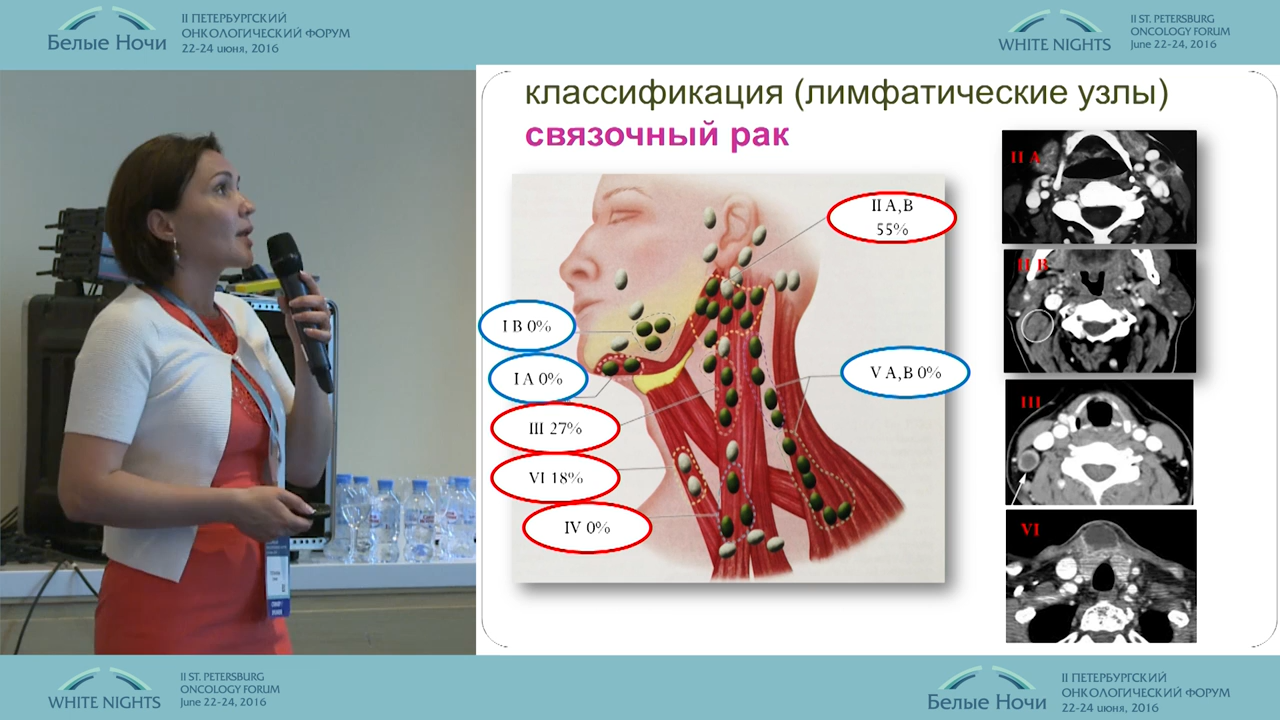 Белые Ночи
II ПЕТЕРБУРГСКИЙ
ОНКОЛОГИЧЕСКИЙ ФОРУМ
22-24 июня, 2016
WHITE NIGHTS
II ST. PETERSBURG
ONCOLOGY FORUM
June 22-24, 2016
классификация (лимфатические узлы)
связочный рак
II A,B
55%
I B 0%
I A 0%
V A,B 0%
III 27%
VI 18%
IV 0%
II A
II B
III
VI
WHITE NIGHTS
II ST. PETERSBURG
ONCOLOGY FORUM
June 22-24, 2016
Белые Ночи
II ПЕТЕРБУРГСКИЙ
ОНКОЛОГИЧЕСКИЙ ФОРУМ
22-24 июня, 2016